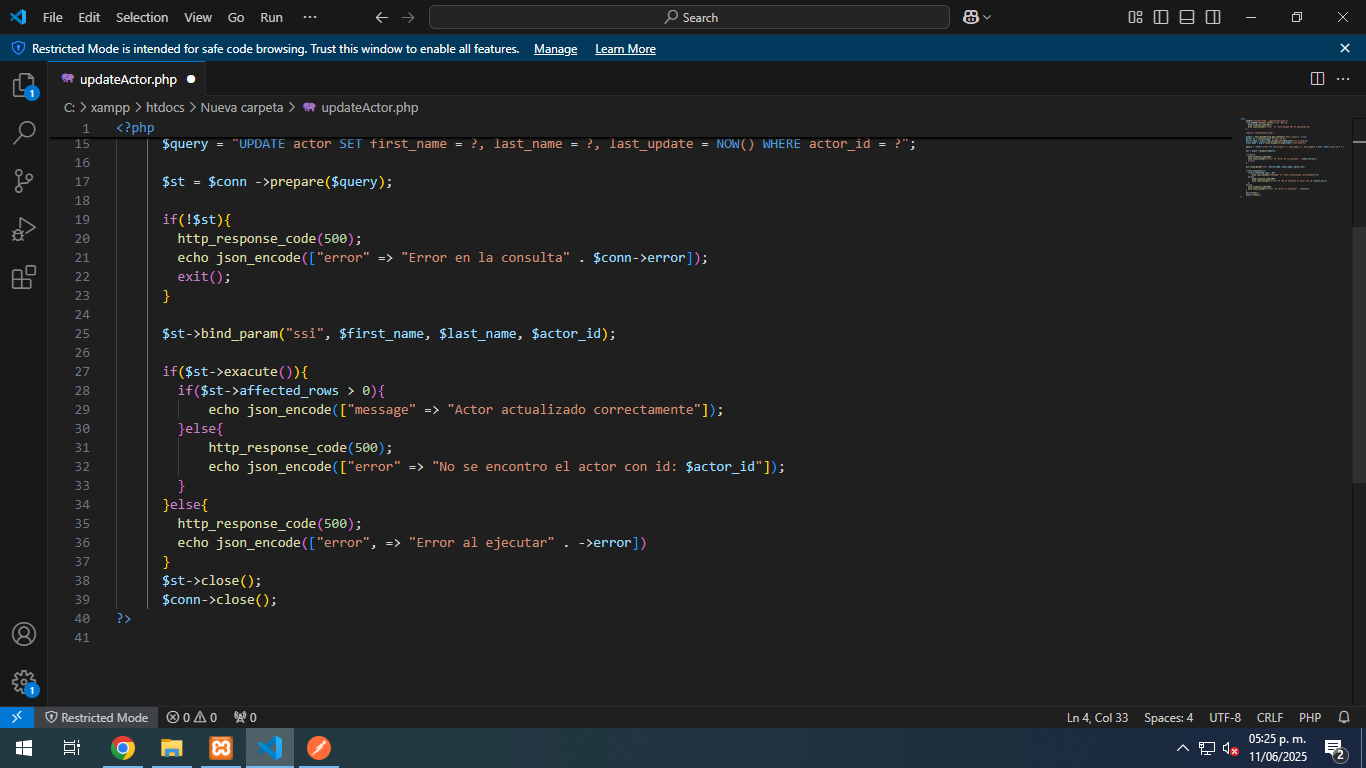 File Edit Selection View Go Run ··· Search
Restricted Mode is intended for safe code browsing. Trust this window to enable all features. Manage Learn More
1
updateActor.php
C: > xampp > htdocs > Nueva carpeta > updateActor.php
1 <?php
15 $query = "UPDATE actor SET first_name = ?, last_name = ?, last_update = NOW() WHERE actor_id = ?";
16
17 $st = $conn ->prepare($query);
18
19 if(!$st){
20 http_response_code(500);
21 echo json_encode(["error" => "Error en la consulta" . $conn->error]);
22 exit();
23 }
24
25 $st->bind_param("ssi", $first_name, $last_name, $actor_id);
26
27 if($st->exacute()){
28 if($st->affected_rows > 0){
29 echo json_encode(["message" => "Actor actualizado correctamente"]);
30 }else{
31 http_response_code(500);
32 echo json_encode(["error" => "No se encontro el actor con id: $actor_id"]);
33 }
34 }else{
35 http_response_code(500);
36 echo json_encode(["error", => "Error al ejecutar" . ->error])
37 }
38 $st->close();
39 $conn->close();
40 ?>
41
1
Restricted Mode 0 0 0 Ln 4, Col 33 Spaces: 4 UTF-8 CRLF PHP
05:25 p. m.
11/06/2025
2